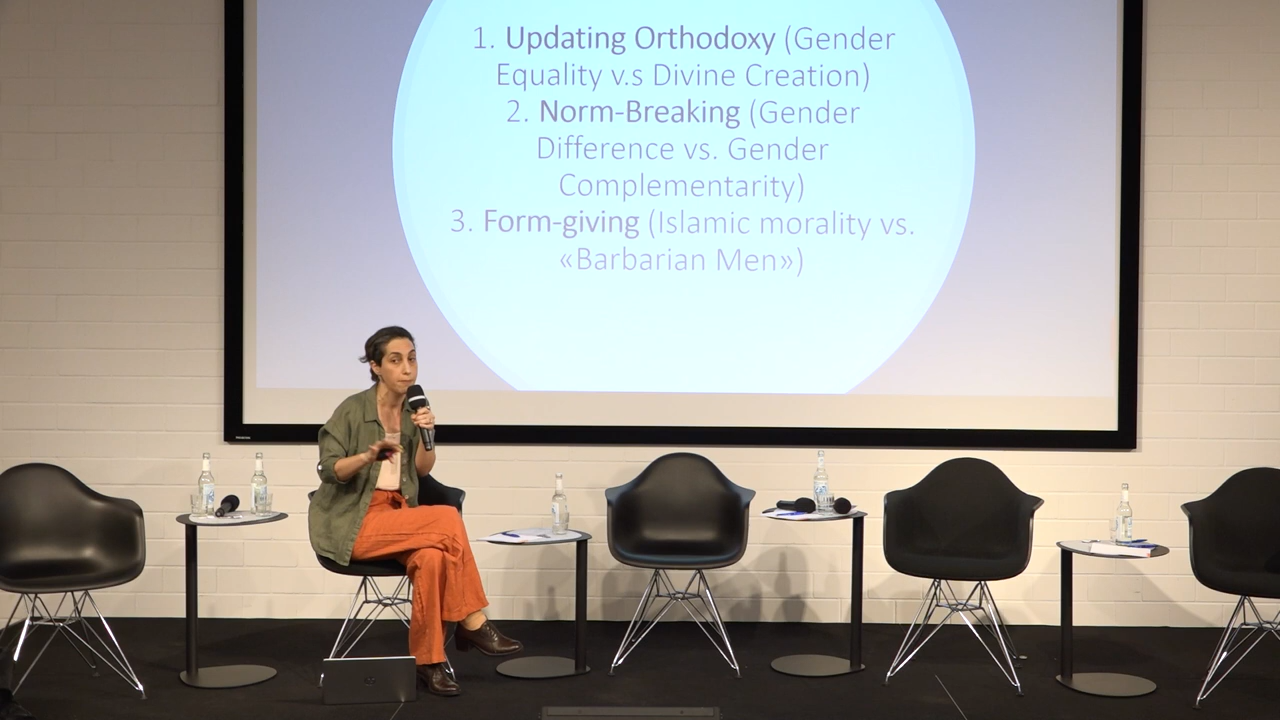 1. Updating Orthodoxy (Gender
Equality v.s Divine Creation)
2. Norm-Breaking (Gender
Difference vs. Gender
Complementarity)
3. Form-giving (Islamic morality vs.
«Barbarian Men»)